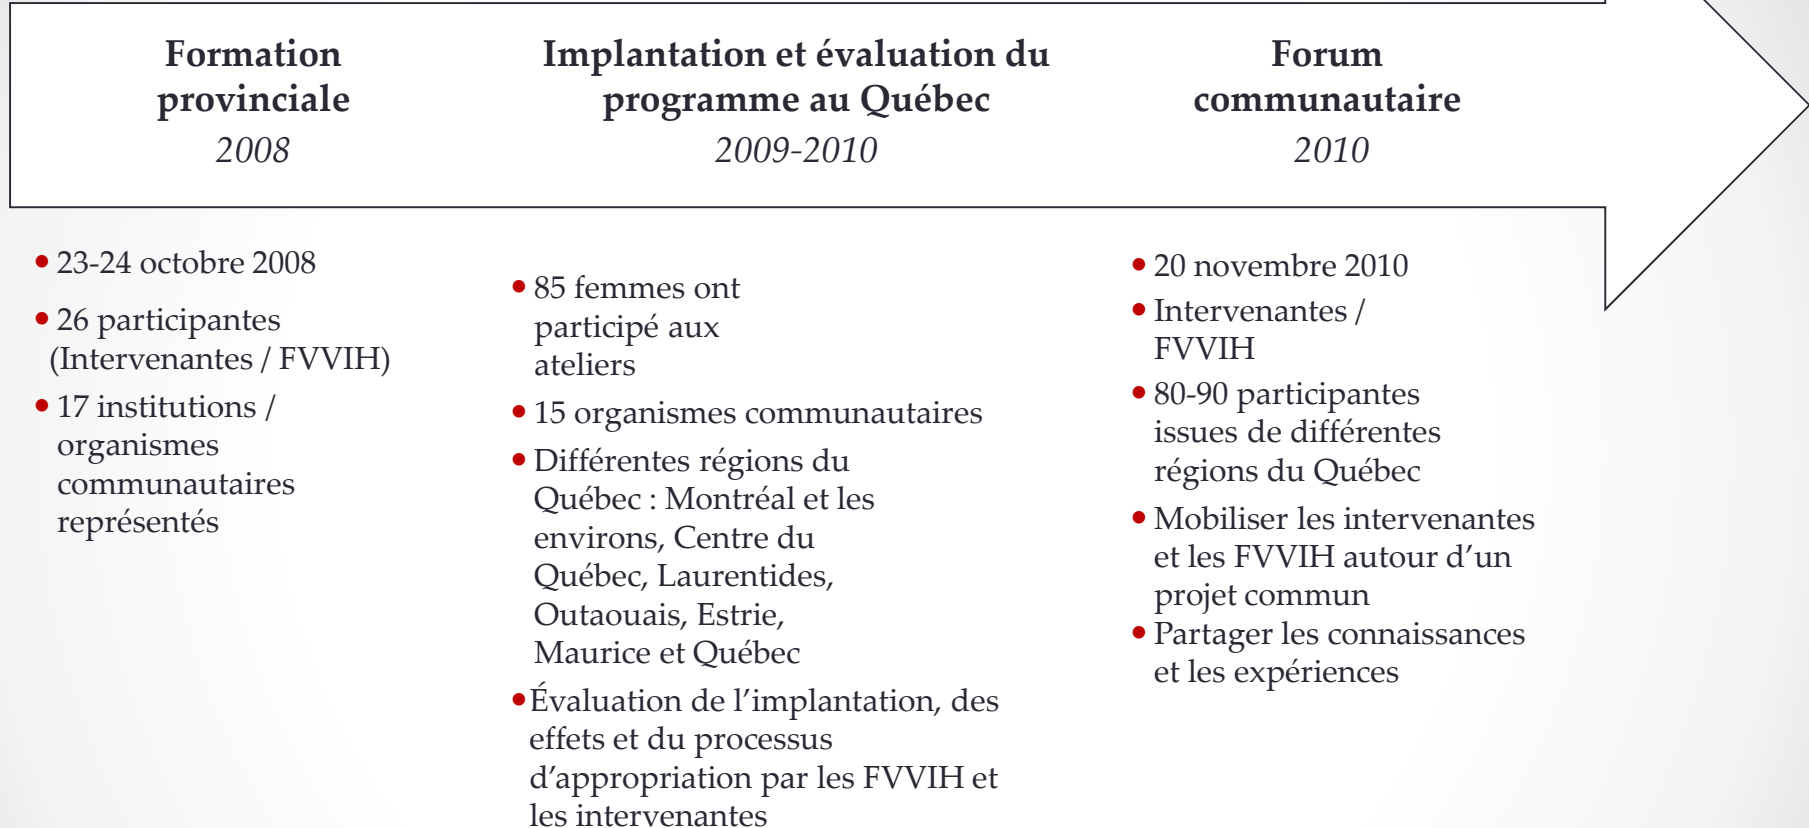 Formation
provinciale
2008
Implantation et évaluation du
programme au Québec
2009-2010
Forum
communautaire
2010
• 23-24 octobre 2008
• 26 participantes
(Intervenantes / FVVIH)
• 17 institutions /
organismes
communautaires
représentés
• 85 femmes ont
participé aux
ateliers
• 15 organismes communautaires
• Différentes régions du
Québec : Montréal et les
environs, Centre du
Québec, Laurentides,
Outaouais, Estrie,
Maurice et Québec
• Évaluation de l’implantation, des
effets et du processus
d’appropriation par les FVVIH et
les intervenantes
• 20 novembre 2010
• Intervenantes /
FVVIH
• 80-90 participantes
issues de différentes
régions du Québec
• Mobiliser les intervenantes
et les FVVIH autour d’un
projet commun
• Partager les connaissances
et les expériences